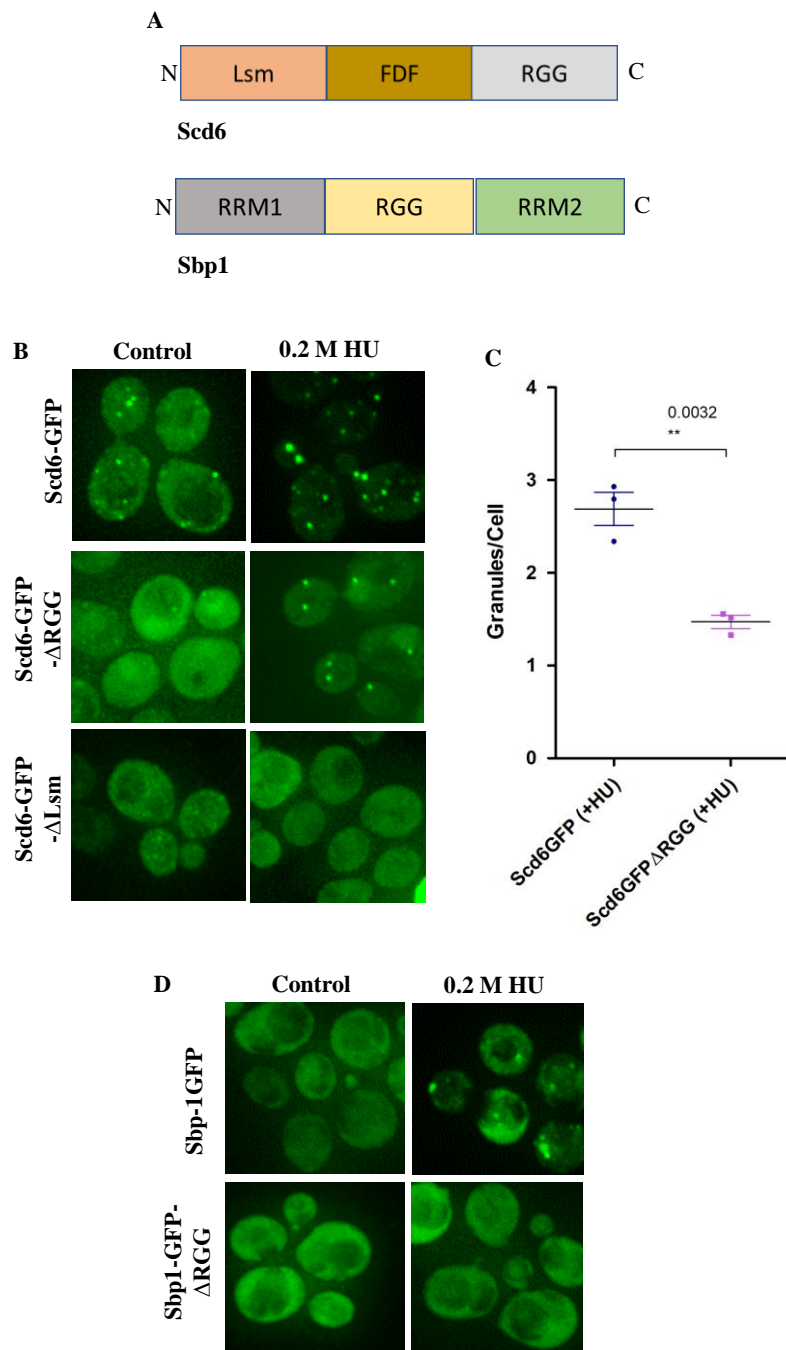 A
N Lsm FDF RGG C
Scd6
N RRM1 RGG RRM2 C
Sbp1
B
Control 0.2 M HU
Scd6-GFP
Scd6-GFP
-ΔRGG
Scd6-GFP
-ΔLsm
C
4
3
2
1
0
Granules/Cell
0.0032
**
Scd6GFP (+HU)
Scd6GFPΔRGG (+HU)
D
Control 0.2 M HU
Sbp-1GFP
Sbp1-GFP-
ΔRGG